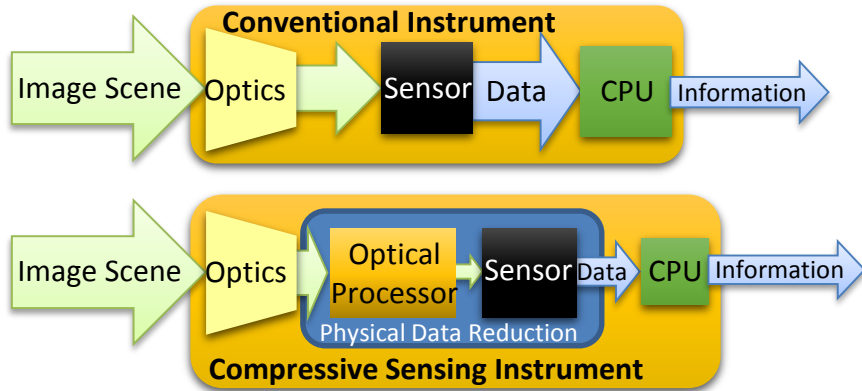 Conventional Instrument
Image Scene
Optics
Sensor
Data
CPU
Information
Image Scene
Optics
Optical
Processor
Sensor
Data
CPU
Information
Physical Data Reduction
Compressive Sensing Instrument